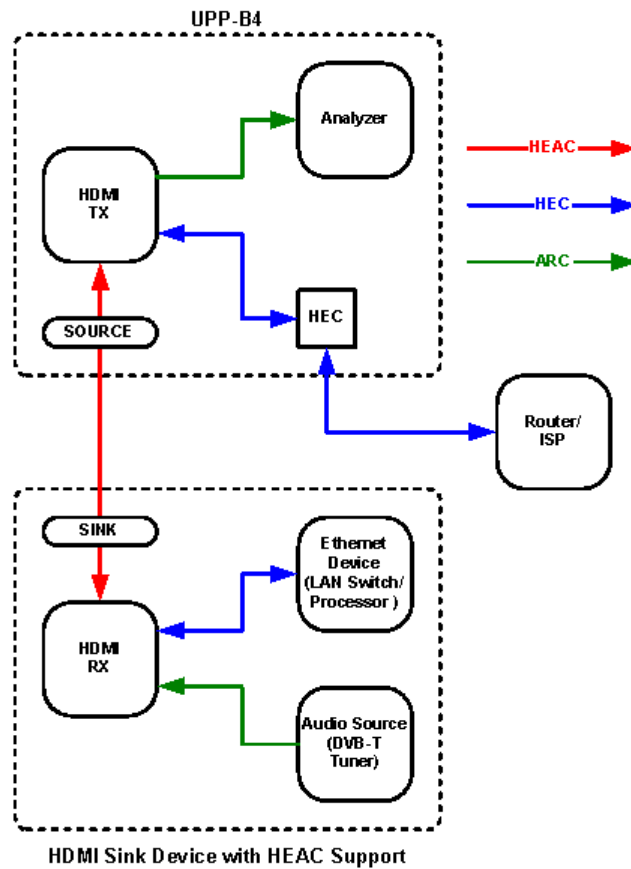 UPP-B4
Analyzer
HDMI
TX
HEAC
HEC
ARC
SOURCE
HEC
Router/
ISP
SINK
Ethernet
Device
(LAN Switch/
Processor )
HDMI
RX
Audio Source
(DVB-T
Tuner)
HDMI Sink Device with HEAC Support